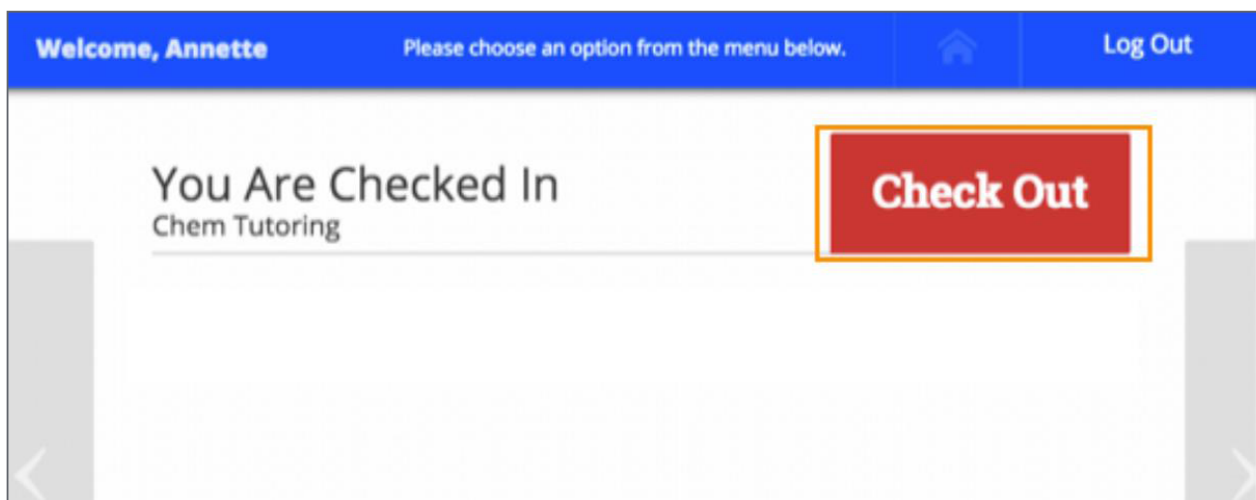 Welcome, Annette
Please choose an option from the menu below.
Log Out
You Are Checked In
Chem Tutoring
Check Out